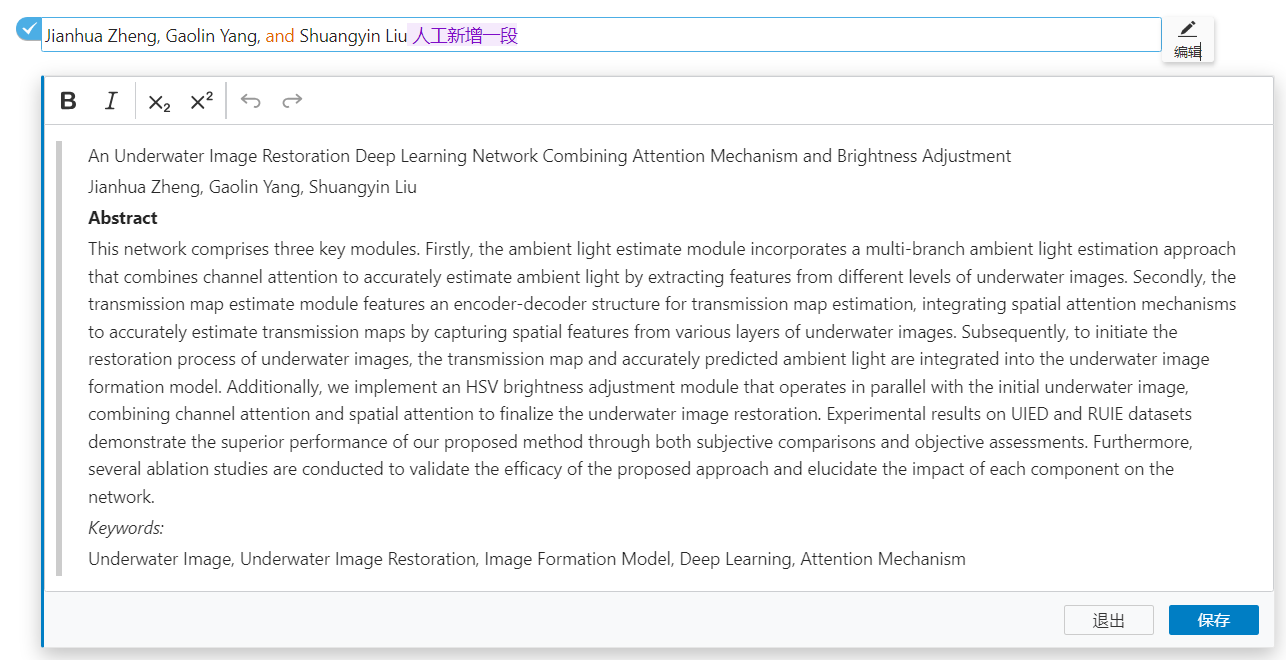 Jianhua Zheng, Gaolin Yang, and Shuangyin Liu 人工新增一段
编辑
B I X₂ X²
An Underwater Image Restoration Deep Learning Network Combining Attention Mechanism and Brightness Adjustment
Jianhua Zheng, Gaolin Yang, Shuangyin Liu
Abstract
This network comprises three key modules. Firstly, the ambient light estimate module incorporates a multi-branch ambient light estimation approach
that combines channel attention to accurately estimate ambient light by extracting features from different levels of underwater images. Secondly, the
transmission map estimate module features an encoder-decoder structure for transmission map estimation, integrating spatial attention mechanisms
to accurately estimate transmission maps by capturing spatial features from various layers of underwater images. Subsequently, to initiate the
restoration process of underwater images, the transmission map and accurately predicted ambient light are integrated into the underwater image
formation model. Additionally, we implement an HSV brightness adjustment module that operates in parallel with the initial underwater image,
combining channel attention and spatial attention to finalize the underwater image restoration. Experimental results on UIED and RUIE datasets
demonstrate the superior performance of our proposed method through both subjective comparisons and objective assessments. Furthermore,
several ablation studies are conducted to validate the efficacy of the proposed approach and elucidate the impact of each component on the
network.
Keywords:
Underwater Image, Underwater Image Restoration, Image Formation Model, Deep Learning, Attention Mechanism
退出 保存